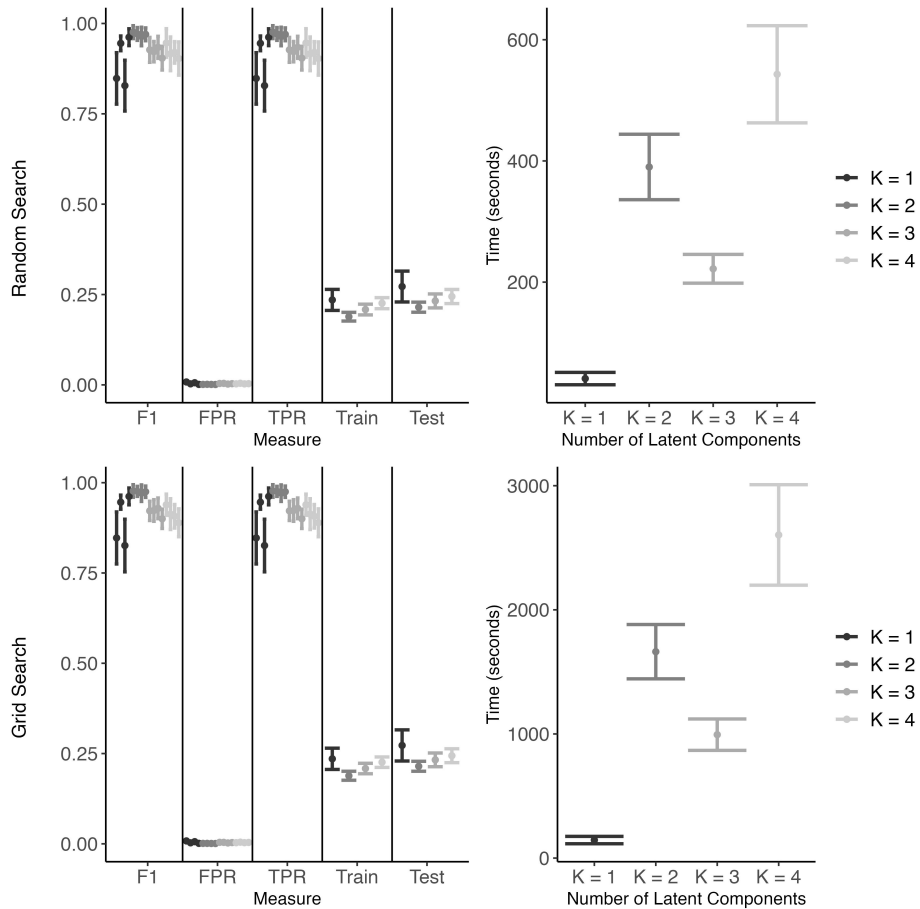 1.00
0.75
0.50
0.25
0.00
Random Search
F1 FPR TPR Train Test
Measure
600
400
200
Time (seconds)
K = 1 K = 2 K = 3 K = 4
Number of Latent Components
K = 1
K = 2
K = 3
K = 4
1.00
0.75
0.50
0.25
0.00
Grid Search
F1 FPR TPR Train Test
Measure
3000
2000
1000
0
Time (seconds)
K = 1 K = 2 K = 3 K = 4
Number of Latent Components
K = 1
K = 2
K = 3
K = 4